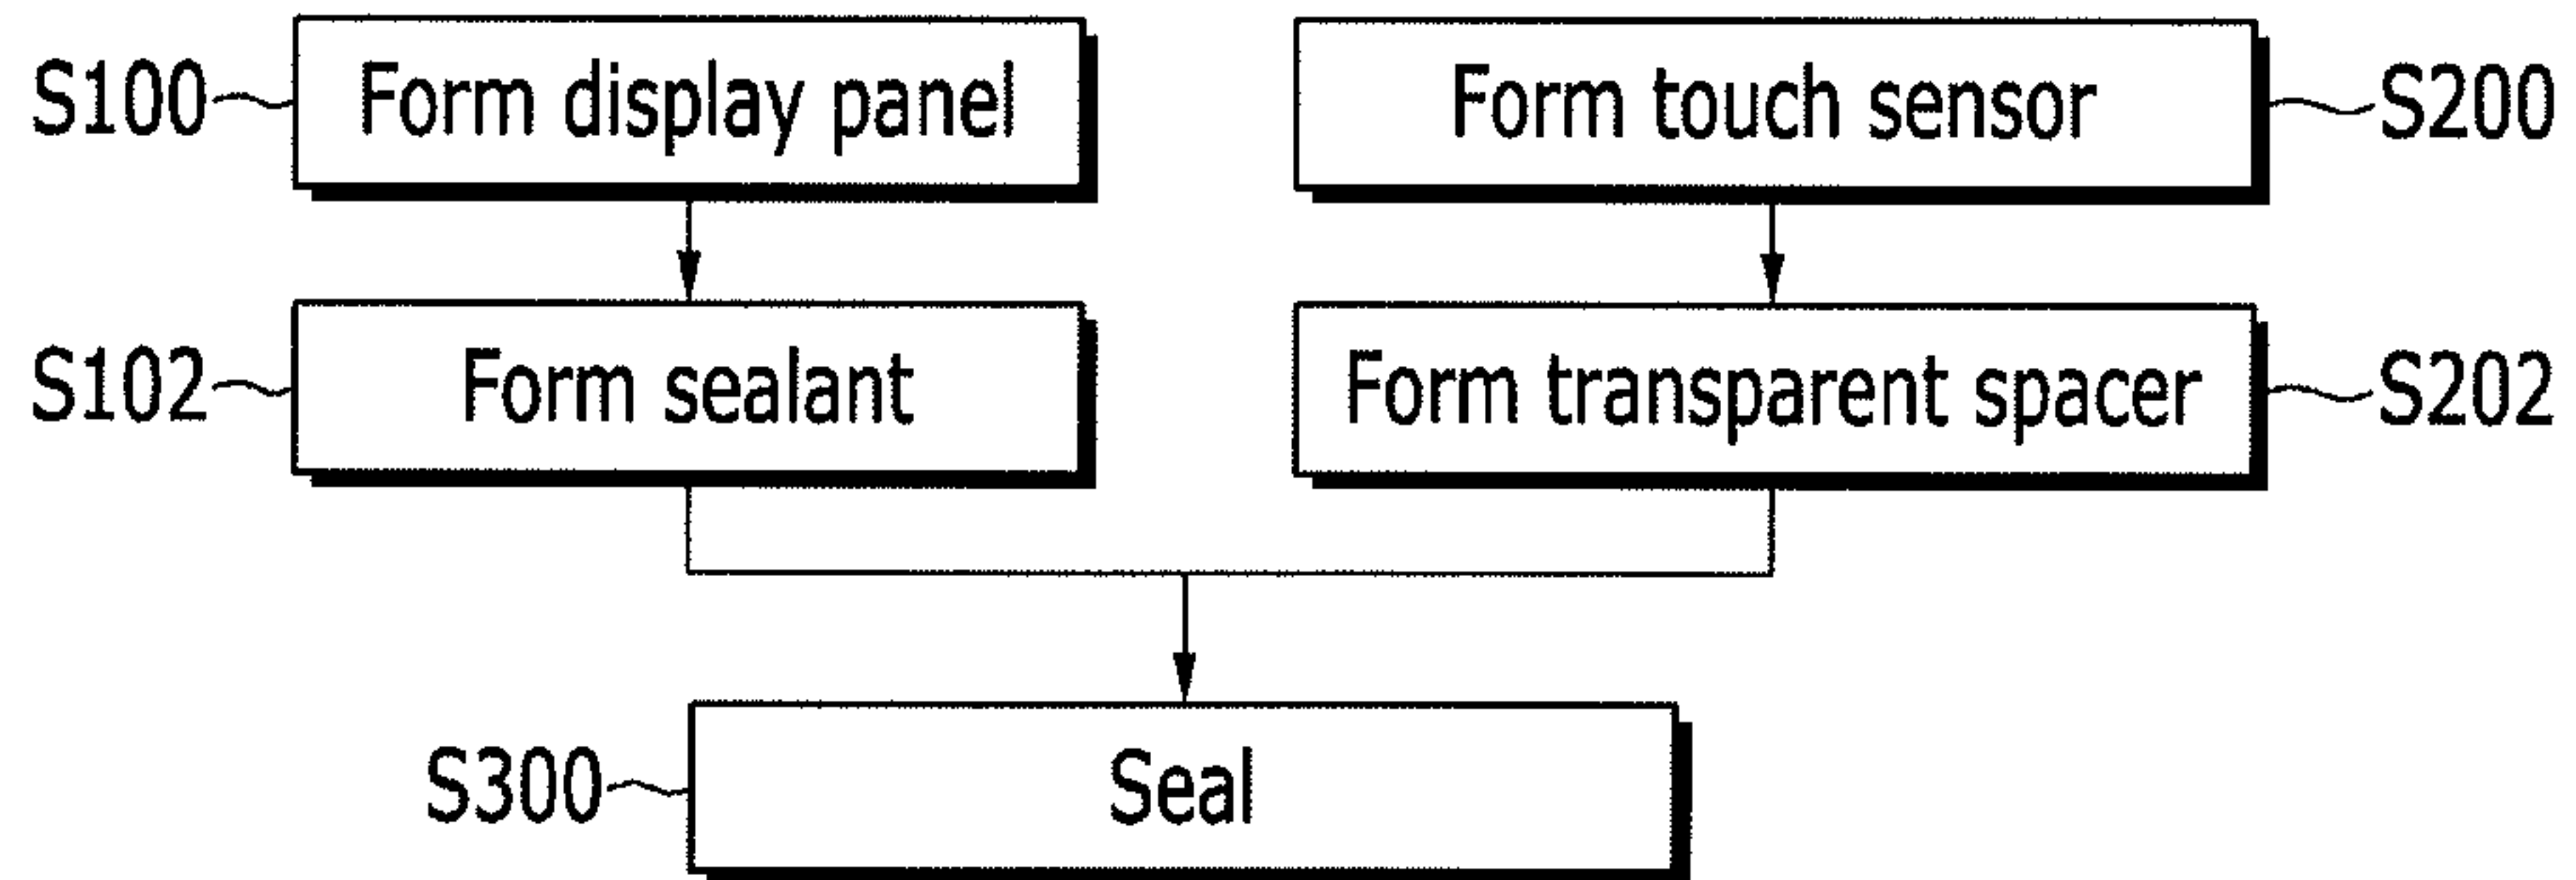 S100 Form display panel
Form touch sensor S200
S102 Form sealant
Form transparent spacer S202
S300 Seal